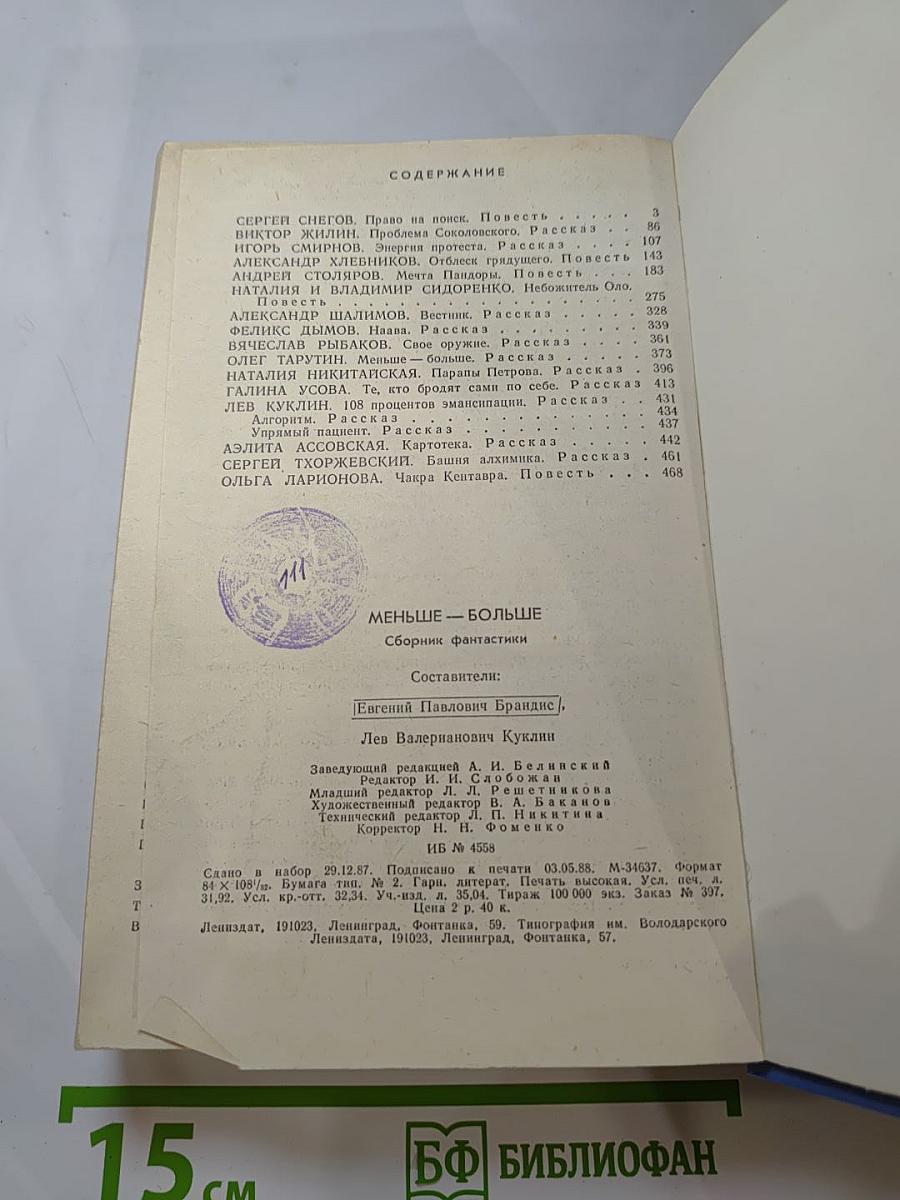 СОДЕРЖАНИЕ
СЕРГЕЙ СНЕГОВ. Право на поиск. Повесть . . . . . 3
ВИКТОР ЖИЛИН. Проблема Соколовского. Рассказ . . 86
ИГОРЬ СМИРНОВ. Энергия протеста. Рассказ . . . . 107
АЛЕКСАНДР ХЛЕБНИКОВ. Отблеск грядущего. Повесть 143
АНДРЕЙ СТОЛЯРОВ. Мечта Пандоры. Повесть . . . 183
НАТАЛИЯ И ВЛАДИМИР СИДОРЕНКО. Небожитель Оло.
Повесть . . . . . . . . . . . . . . . . . . 275
АЛЕКСАНДР ШАЛИМОВ. Вестник. Рассказ . . . . . 328
ФЕЛИКС ДЫМОВ. Наава. Рассказ . . . . . . . . . 339
ВЯЧЕСЛАВ РЫБАКОВ. Свое оружие. Рассказ . . . . 361
ОЛЕГ ТАРУТИН. Меньше — больше. Рассказ . . . . . 373
НАТАЛИЯ НИКИТАЙСКАЯ. Парапы Петрова. Рассказ . 396
ГАЛИНА УСОВА. Те, кто бродят сами по себе. Рассказ 413
ЛЕВ КУКЛИН. 108 процентов эмансипации. Рассказ . . 431
Алгоритм. Рассказ . . . . . . . . . . . . . 434
Упрямый пациент. Рассказ . . . . . . . . . . . 437
АЭЛИТА АССОВСКАЯ. Картотека. Рассказ . . . . . 442
СЕРГЕЙ ТХОРЖЕВСКИЙ. Башня алхимика. Рассказ . 461
ОЛЬГА ЛАРИОНОВА. Чакра Кентавра. Повесть . . . 468
111
МЕНЬШЕ — БОЛЬШЕ
Сборник фантастики
Составители:
Евгений Павлович Брандис,
Лев Валерианович Куклин
Заведующий редакцией А. И. Белинский
Редактор И. И. Слобожан
Младший редактор Л. Л. Решетникова
Художественный редактор В. А. Баканов
Технический редактор Л. П. Никитина
Корректор Н. Н. Фоменко
ИБ № 4558
Сдано в набор 29.12.87. Подписано к печати 03.05.88. М-34637. Формат
84×108¹/₃₂. Бумага тип. № 2. Гарн. литерат. Печать высокая. Усл. печ. л.
31,92. Усл. кр.-отт. 32,34. Уч.-изд. л. 35,04. Тираж 100 000 экз. Заказ № 397.
Цена 2 р. 40 к.
Лениздат, 191023, Ленинград, Фонтанка, 59. Типография им. Володарского
Лениздата, 191023, Ленинград, Фонтанка, 57.
З
Т
В
15 см
БФ БИБЛИОФАН